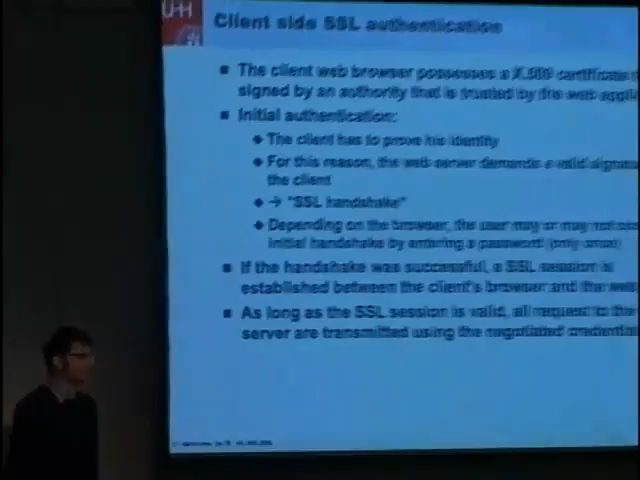 UHH
Client side SSL authentication
The client web browser possesses a X.509 certificate
signed by an authority that is trusted by the web
Initial authentication:
The client has to prove his identity
For this reason, the web server demands a valid
the client
→ "SSL handshake"
Depending on the browser, the user may or may not
initial handshake by entering a password (only once)
If the handshake was successful, a SSL session is
established between the client's browser and the web
As long as the SSL session is valid, all request to the
server are transmitted using the negotiated